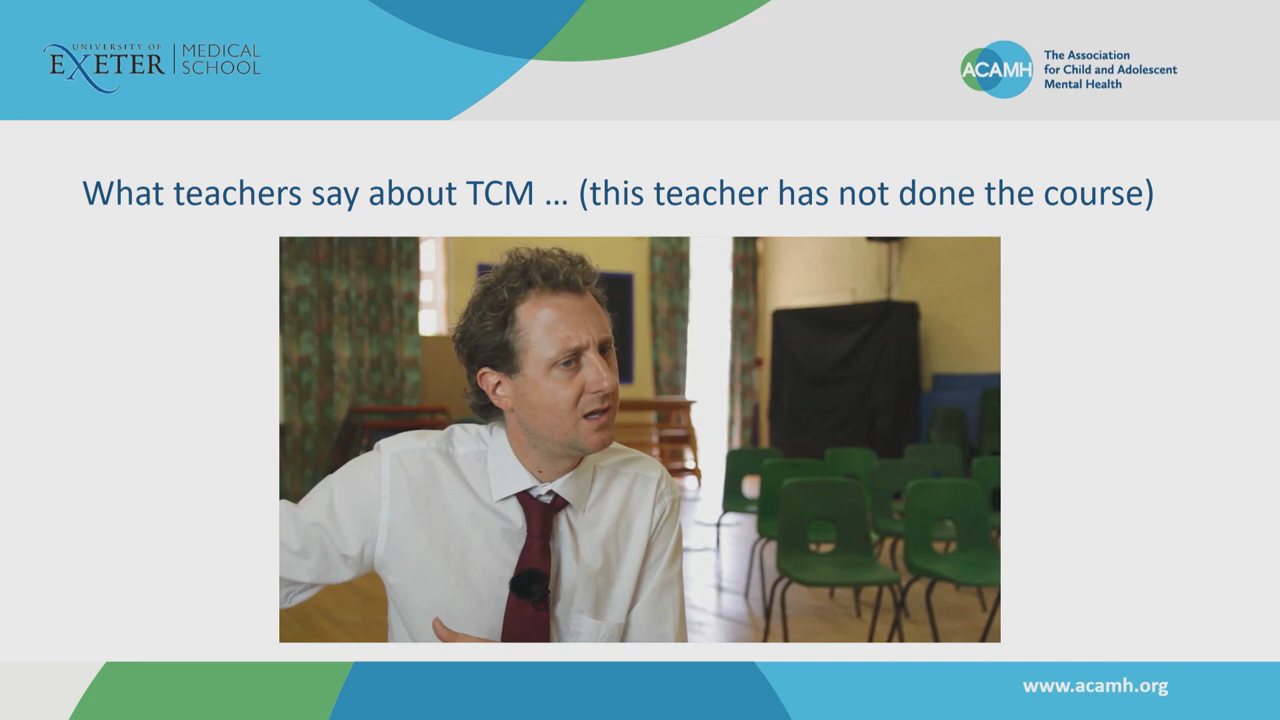 UNIVERSITY OF
EXETER
MEDICAL
SCHOOL
ACAMH
The Association
for Child and Adolescent
Mental Health
What teachers say about TCM ... (this teacher has not done the course)
www.acamh.org